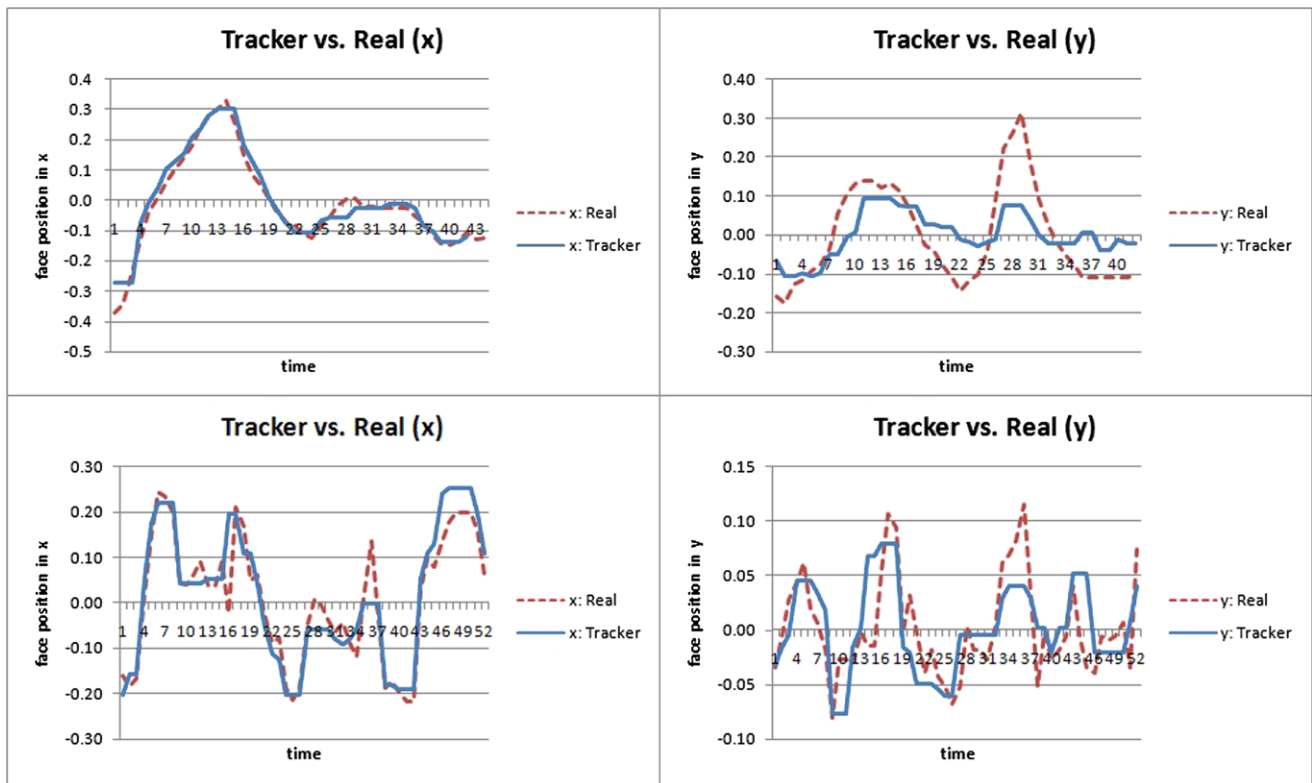 Tracker vs. Real (x)
0.4
0.3
0.2
0.1
0.0
-0.1
-0.2
-0.3
-0.4
-0.5
face position in x
1 4 7 10 13 16 19 22 25 28 31 34 37 40 43
time
x: Real
x: Tracker
Tracker vs. Real (y)
0.40
0.30
0.20
0.10
0.00
-0.10
-0.20
-0.30
face position in y
1 4 7 10 13 16 19 22 25 28 31 34 37 40
time
y: Real
y: Tracker
Tracker vs. Real (x)
0.30
0.20
0.10
0.00
-0.10
-0.20
-0.30
face position in x
1 4 7 10 13 16 19 22 25 28 31 34 37 40 43 46 49 52
time
x: Real
x: Tracker
Tracker vs. Real (y)
0.15
0.10
0.05
0.00
-0.05
-0.10
face position in y
1 4 7 10 13 16 19 22 25 28 31 34 37 40 43 46 49 52
time
y: Real
y: Tracker